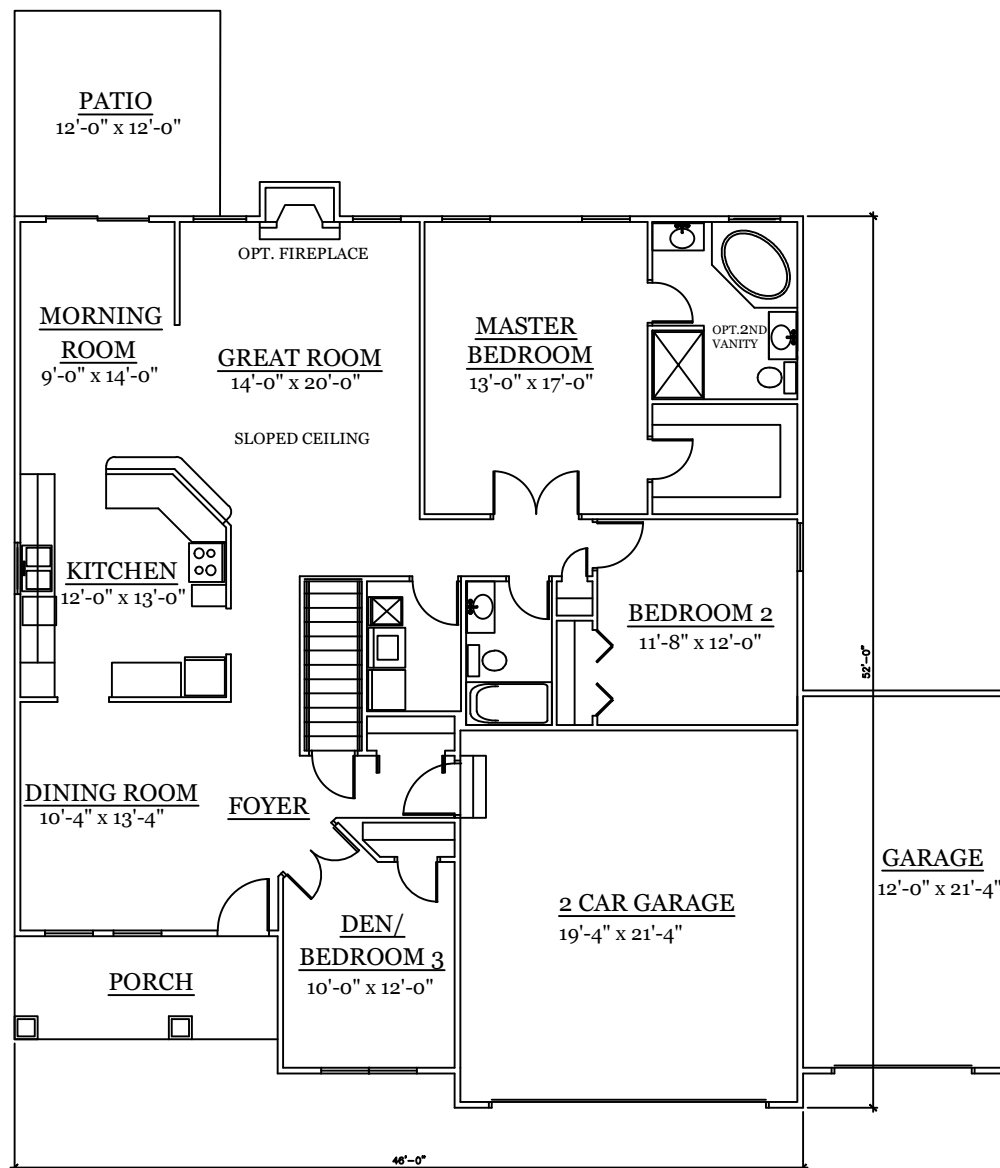 PATIO
12'-0" x 12'-0"
OPT. FIREPLACE
MORNING
ROOM
9'-0" x 14'-0"
GREAT ROOM
14'-0" x 20'-0"
SLOPED CEILING
MASTER
BEDROOM
13'-0" x 17'-0"
OPT.2ND
VANITY
KITCHEN
12'-0" x 13'-0"
BEDROOM 2
11'-8" x 12'-0"
52'-0"
DINING ROOM
10'-4" x 13'-4"
FOYER
GARAGE
12'-0" x 21'-4"
2 CAR GARAGE
19'-4" x 21'-4"
DEN/
BEDROOM 3
10'-0" x 12'-0"
PORCH
46'-0"